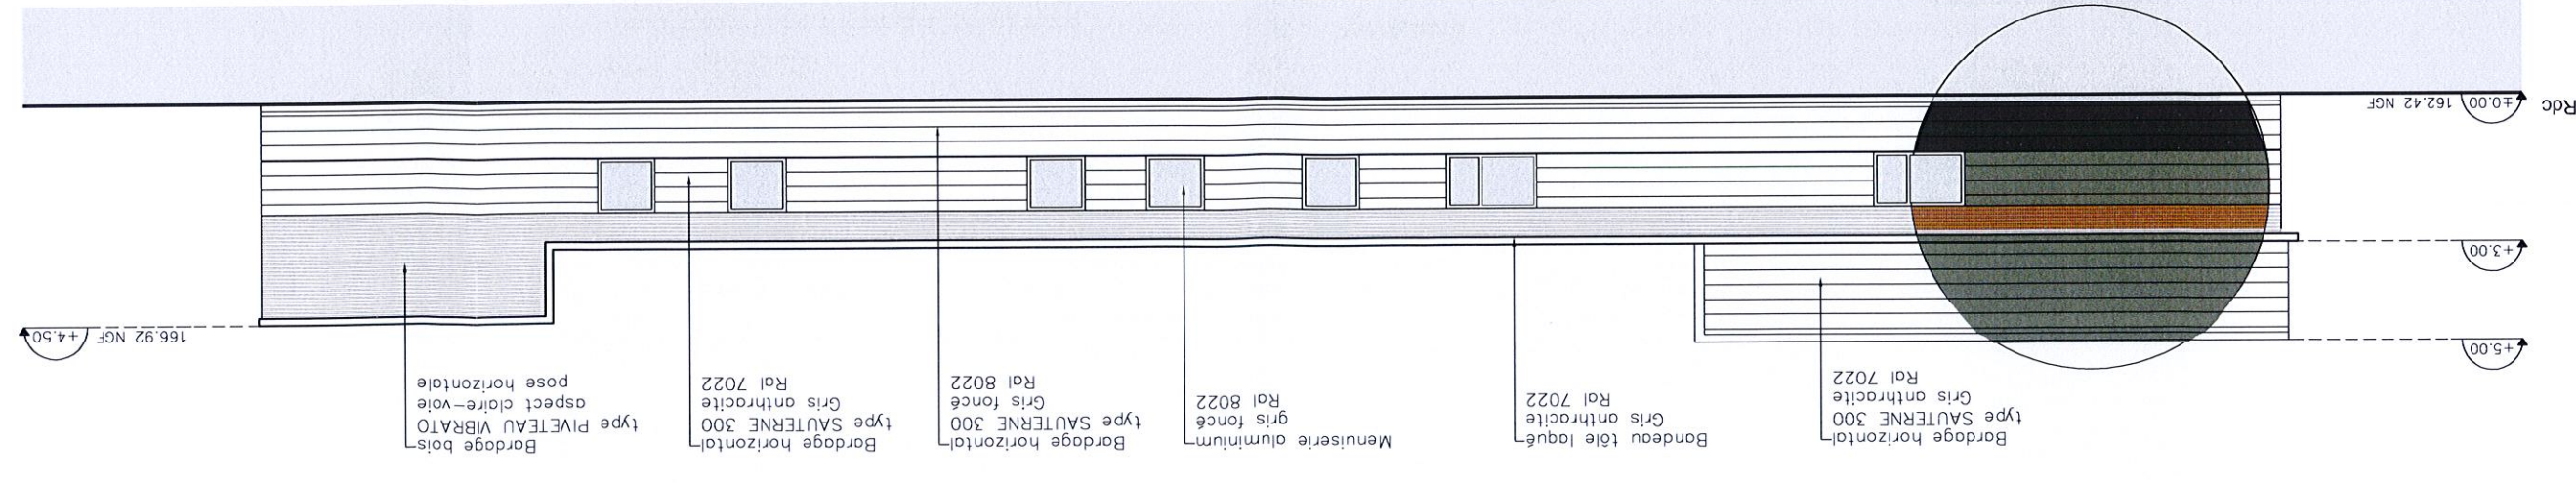 Bardage horizontal
type SAUTERNE 300
Gris anthracite
Ral 7022
Bandeau tôle laqué
Gris anthracite
Ral 7022
Menuiserie aluminium
gris foncé
Ral 8022
Bardage horizontal
type SAUTERNE 300
Gris foncé
Ral 8022
Bardage horizontal
type SAUTERNE 300
Gris anthracite
Ral 7022
Bardage bois
type PIVETEAU VIBRATO
aspect claire-voie
pose horizontale
+5.00
166.92 NGF
+4.50
+3.00
Rdc
±0.00
162.42 NGF